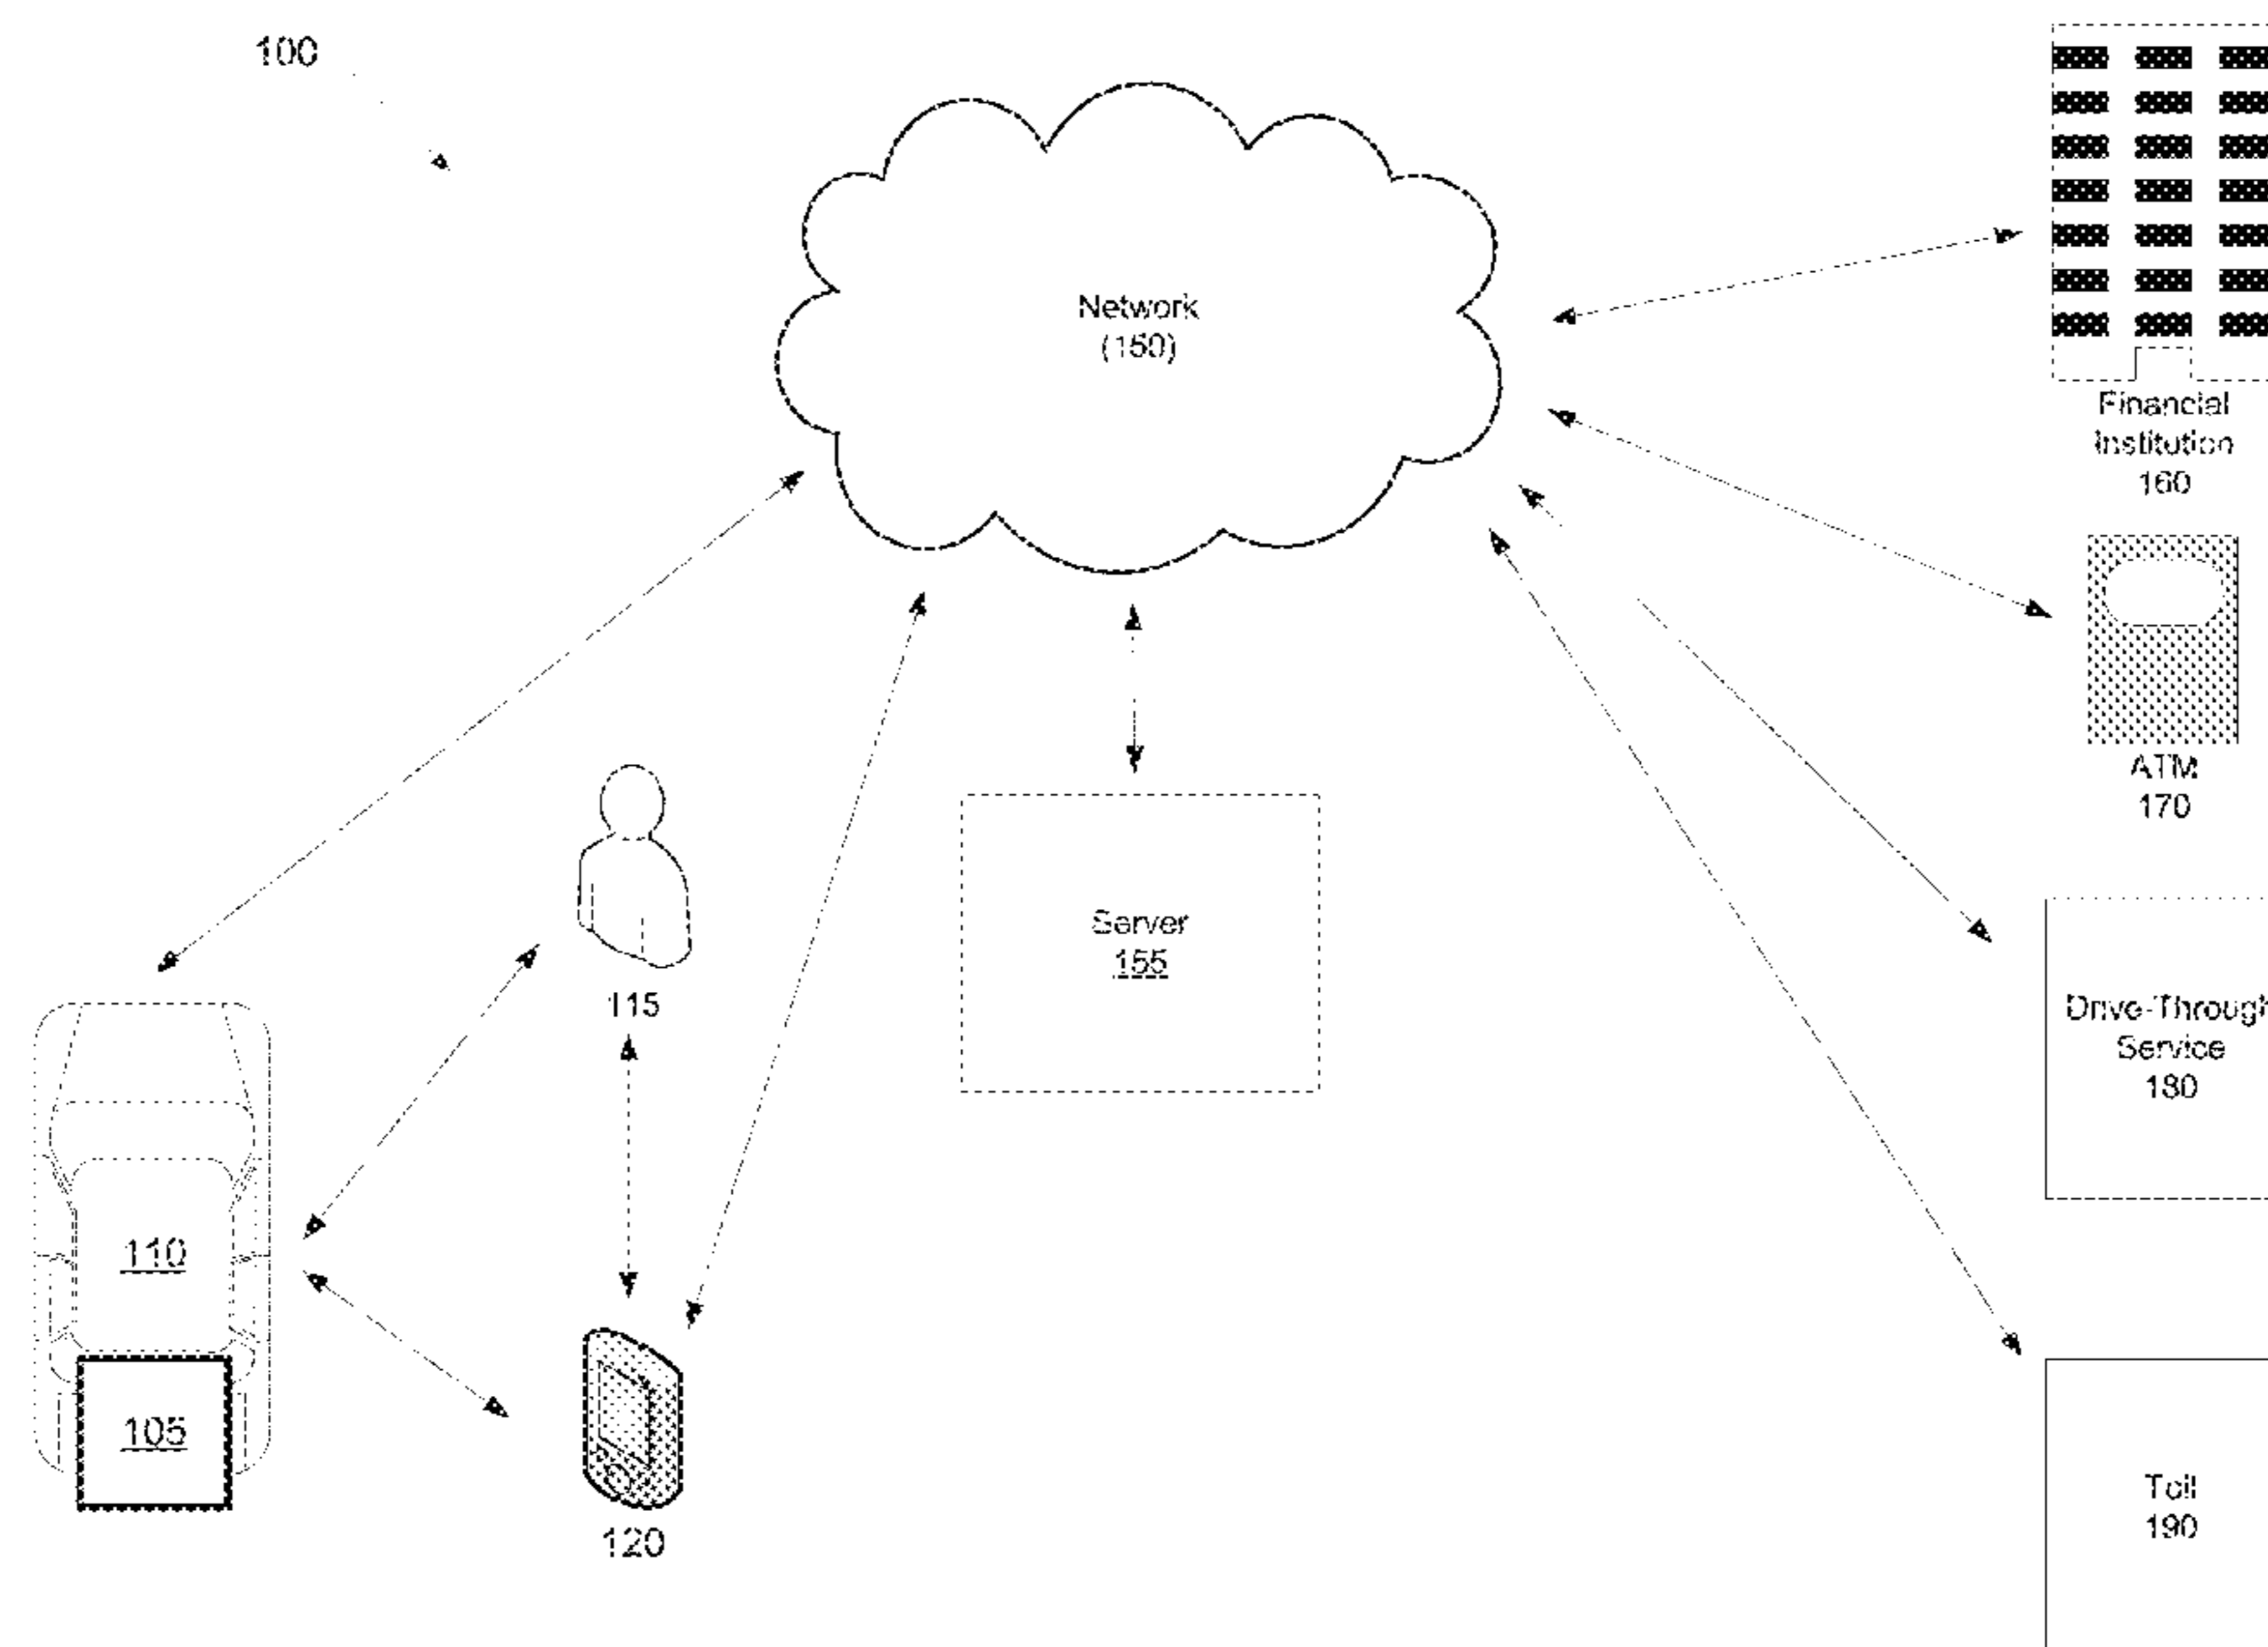 100
Network
(150)
Financial
Institution
160
ATM
170
Server
155
115
Drive-Through
Service
180
110
105
120
Toll
190